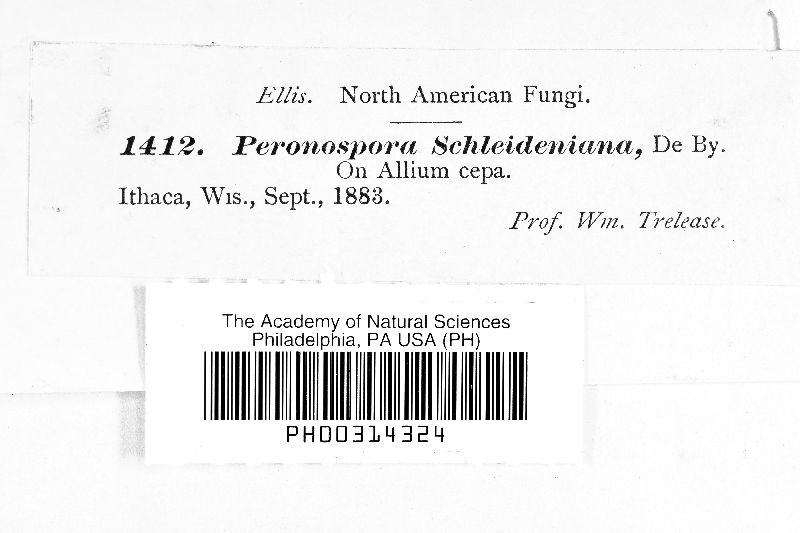 Ellis. North American Fungi.
1412. Peronospora Schleideniana, De By.
On Allium cepa.
Ithaca, Wis., Sept., 1883.
Prof. Wm. Trelease.
The Academy of Natural Sciences
Philadelphia, PA USA (PH)
PH00314324